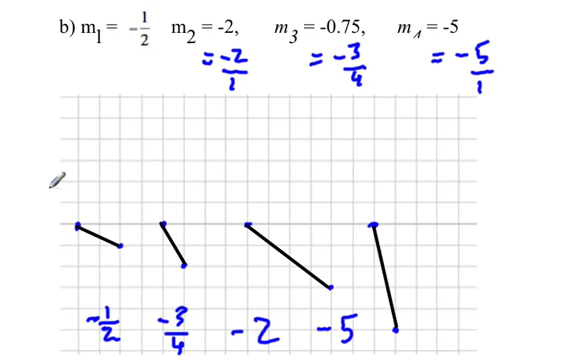 b) m₁ = -1/2   m₂ = -2,   m₃ = -0.75,   m₄ = -5
= -2/1   = -3/4   = -5/1
-1/2   -3/4   -2   -5